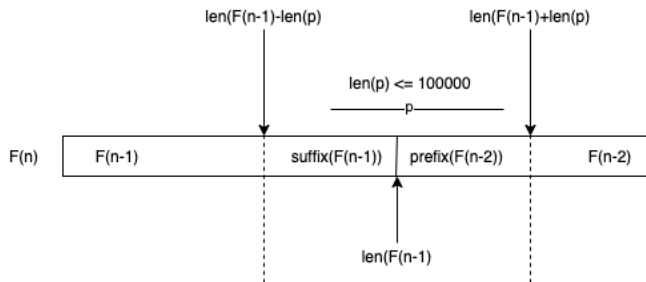 len(F(n-1)-len(p) len(F(n-1)+len(p)
len(p) <= 100000
p
F(n) F(n-1) suffix(F(n-1)) prefix(F(n-2)) F(n-2)
len(F(n-1)